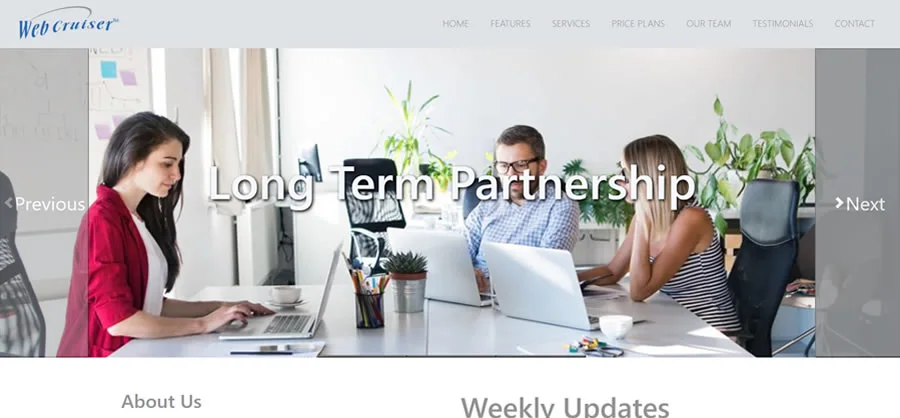 Web Cruiser
HOME FEATURES SERVICES PRICE PLANS OUR TEAM TESTIMONIALS CONTACT
Long Term Partnership
Previous
Next
About Us
Weekly Updates